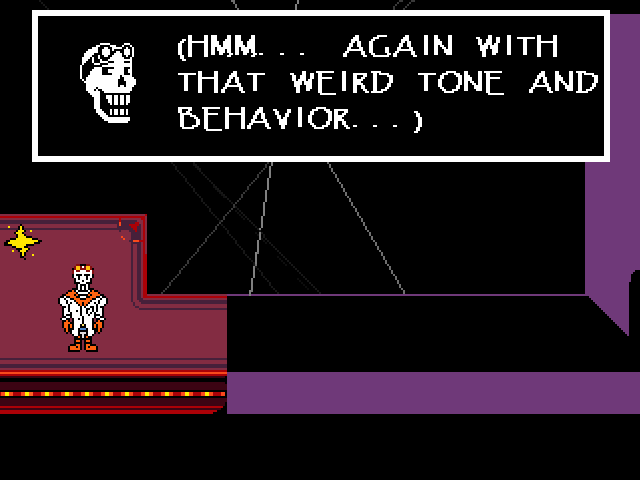 (HMM... AGAIN WITH
THAT WEIRD TONE AND
BEHAVIOR...)